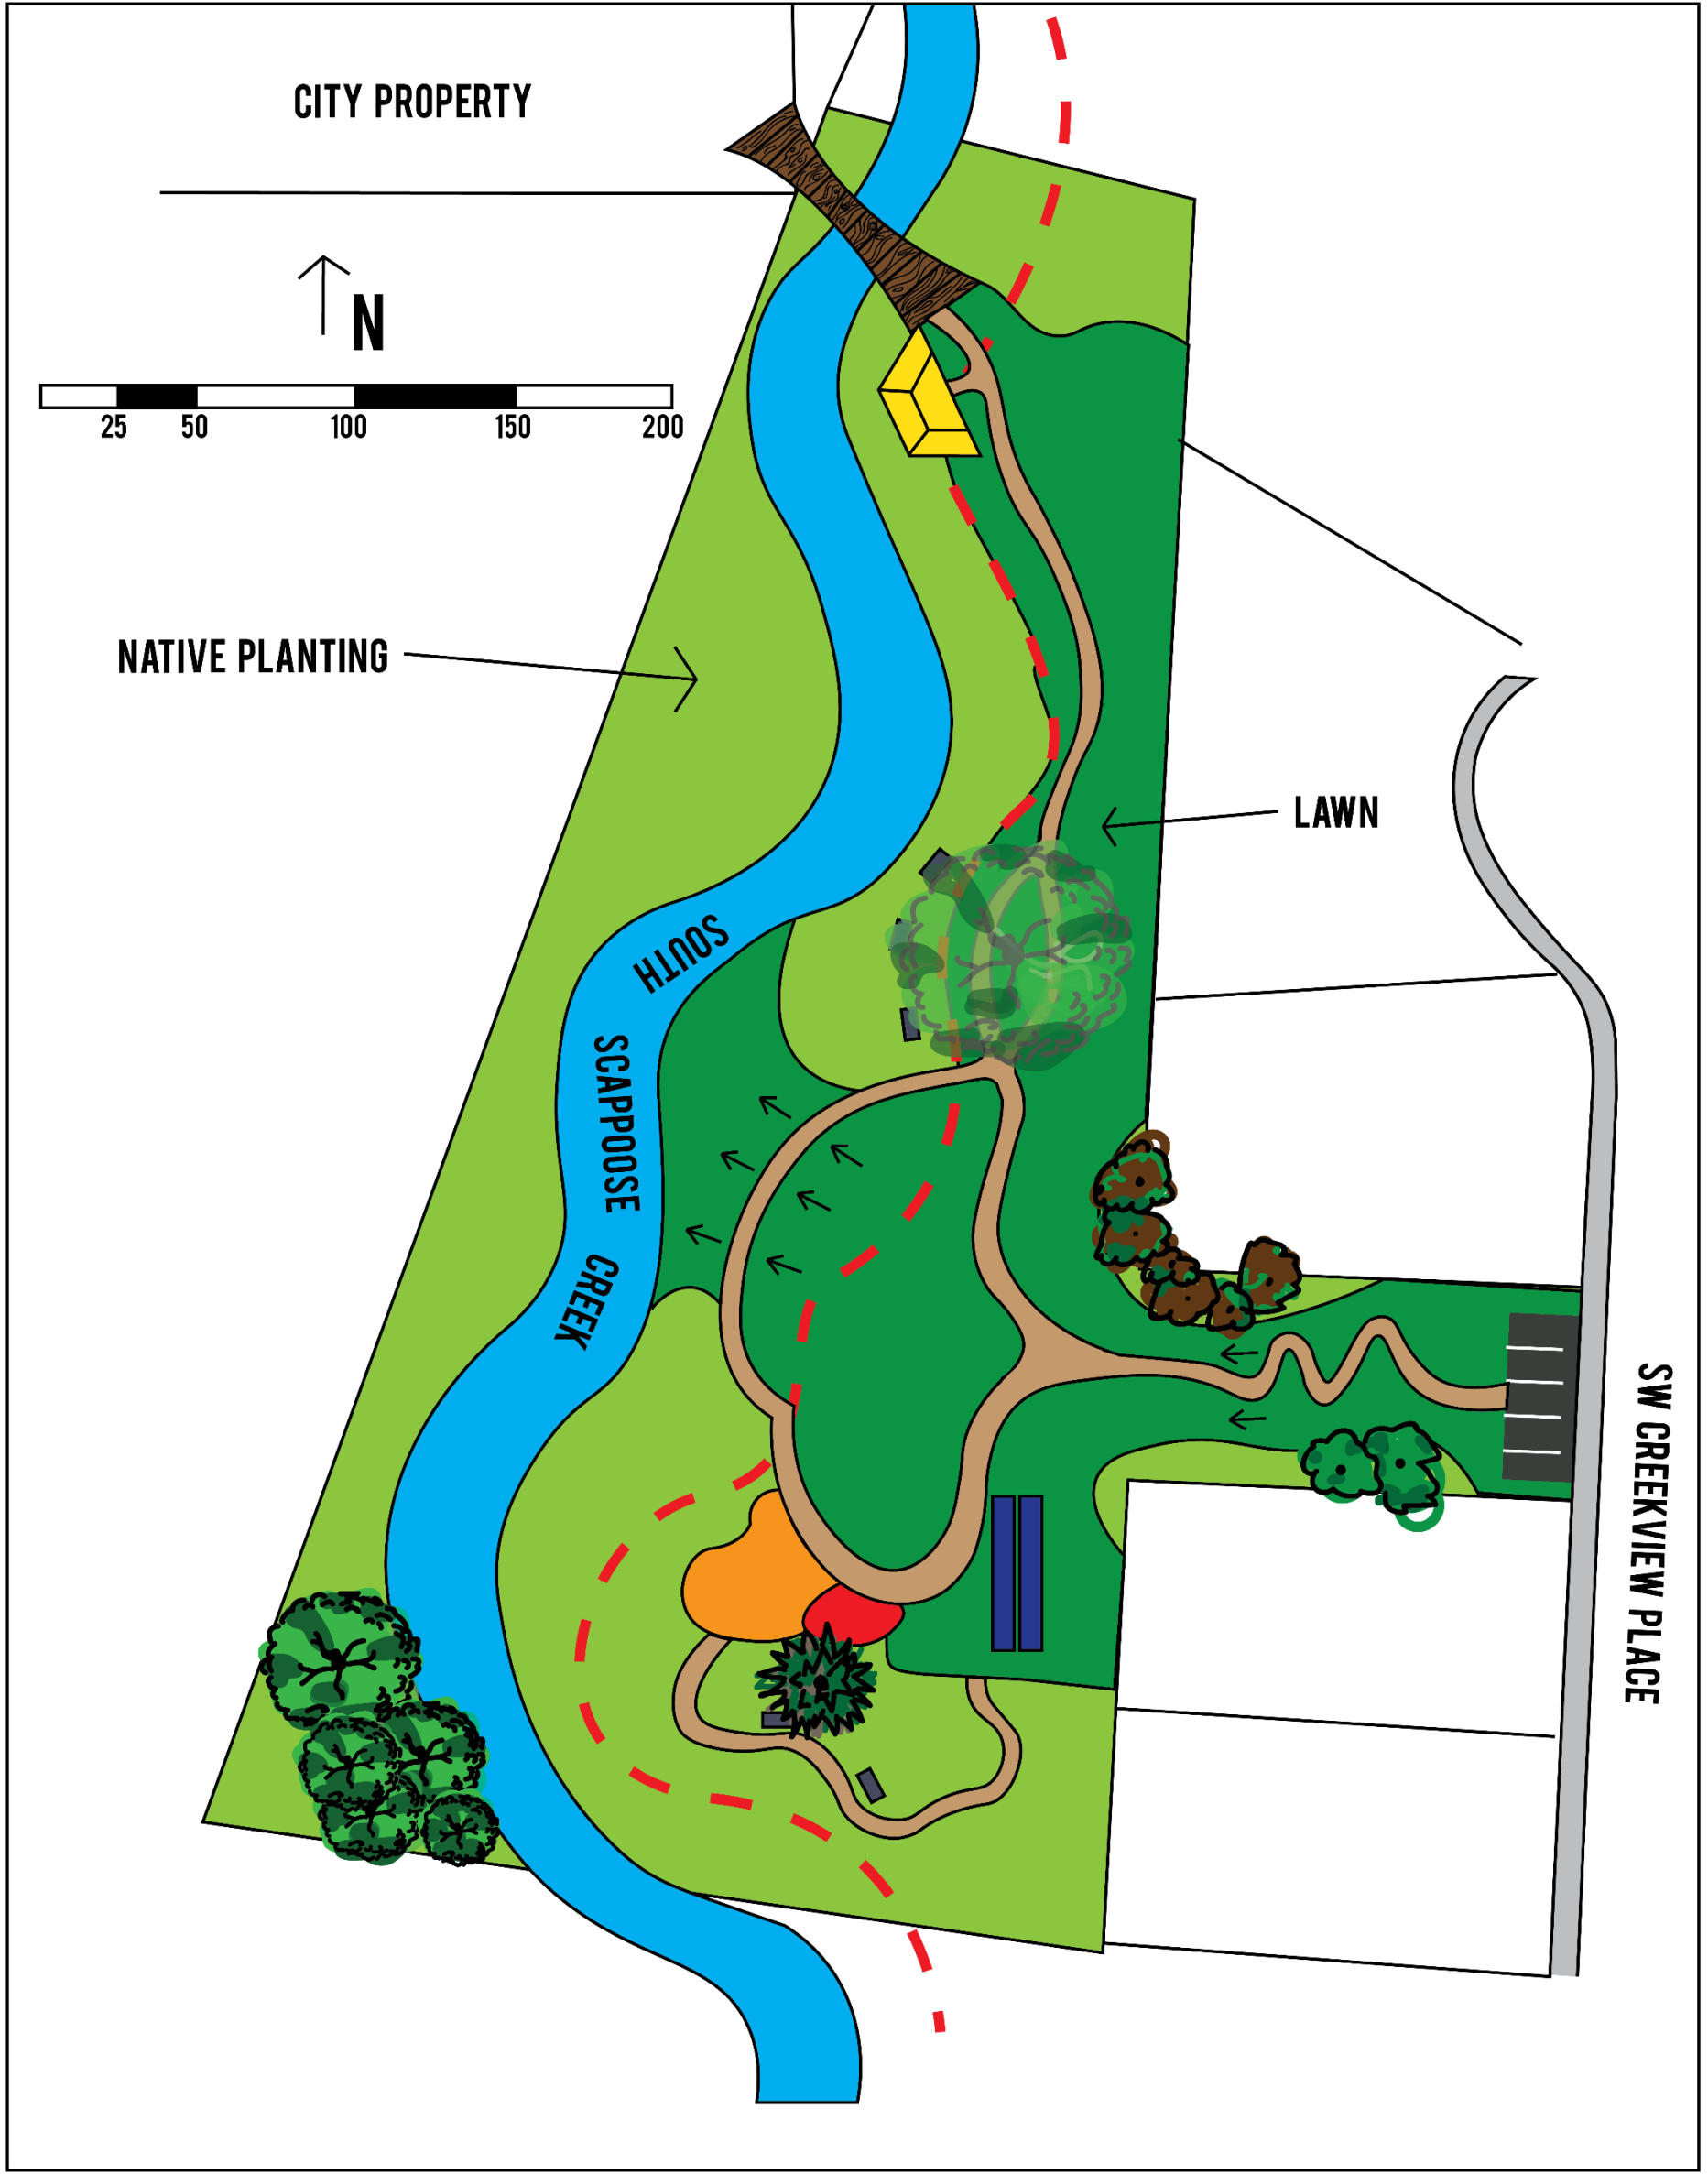 CITY PROPERTY
N
25 50 100 150 200
NATIVE PLANTING
LAWN
SOUTH
SCAPPOOSE
CREEK
SW CREEKVIEW PLACE